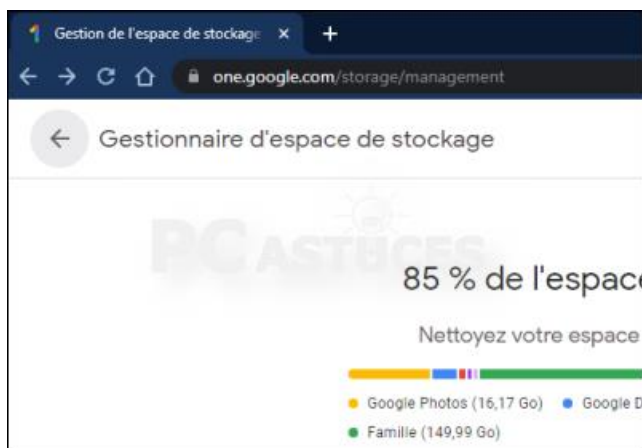 Gestion de l'espace de stockage
one.google.com/storage/management
Gestionnaire d'espace de stockage
PC ASTUCES
85 % de l'espace
Nettoyez votre espace
Google Photos (16,17 Go) Google D
Famille (149,99 Go)